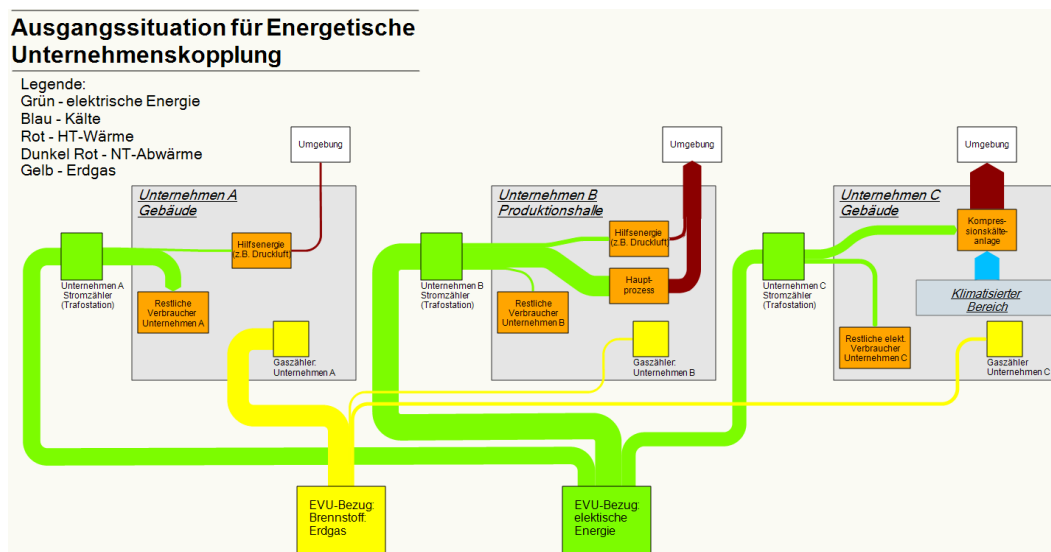 Ausgangssituation für Energetische
Unternehmenskopplung
Legende:
Grün - elektrische Energie
Blau - Kälte
Rot - HT-Wärme
Dunkel Rot - NT-Abwärme
Gelb - Erdgas
Umgebung
Umgebung
Umgebung
Unternehmen A
Gebäude
Unternehmen B
Produktionshalle
Unternehmen C
Gebäude
Hilfsenergie
(z.B. Druckluft)
Hilfsenergie
(z.B. Druckluft)
Kompres-
sionskälte-
anlage
Unternehmen A
Stromzähler
(Trafostation)
Restliche
Verbraucher
Unternehmen A
Unternehmen B
Stromzähler
(Trafostation)
Haupt-
prozess
Restliche
Verbraucher
Unternehmen B
Unternehmen C
Stromzähler
(Trafostation)
Klimatisierter
Bereich
Restliche elekt.
Verbraucher
Unternehmen C
Gaszähler:
Unternehmen A
Gaszähler:
Unternehmen B
Gaszähler
Unternehmen C
EVU-Bezug:
Brennstoff:
Erdgas
EVU-Bezug:
elektische
Energie